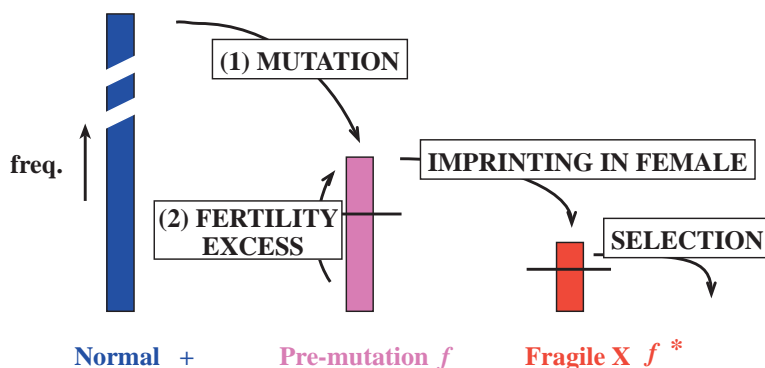 (1) MUTATION
freq.
IMPRINTING IN FEMALE
(2) FERTILITY
EXCESS
SELECTION
Normal +
Pre-mutation f
Fragile X f *